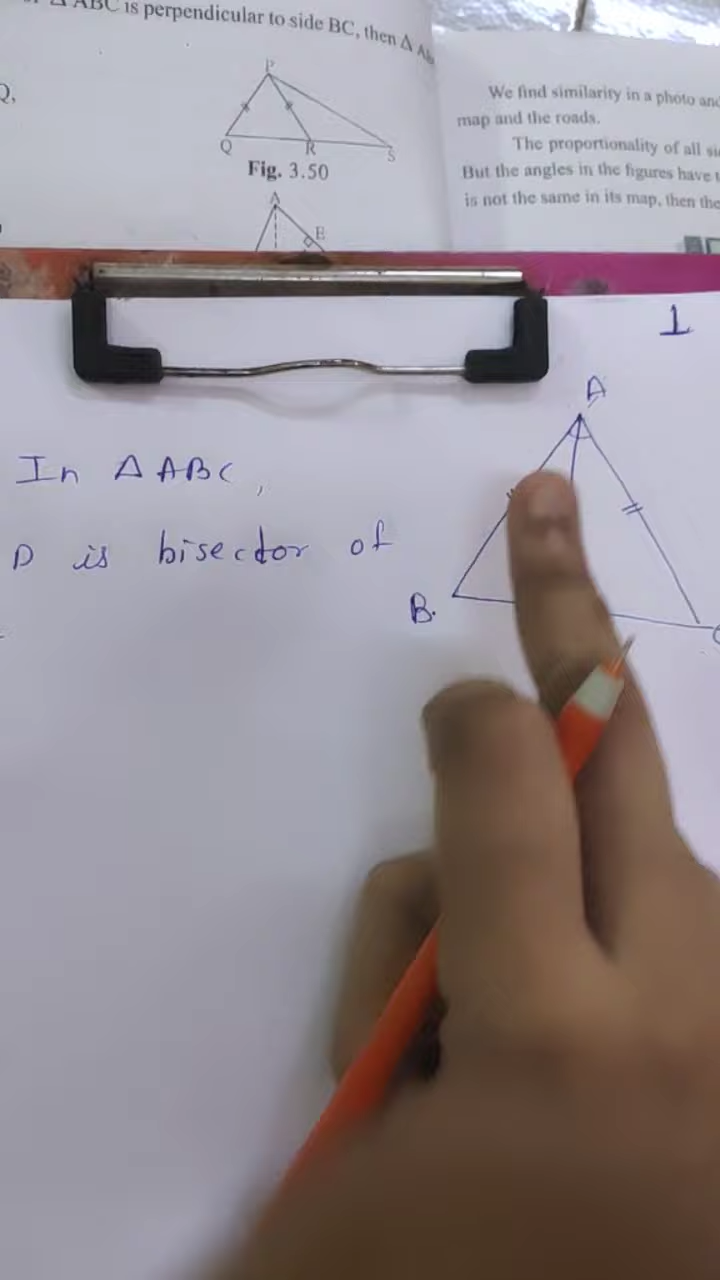 ABC is perpendicular to side BC, then Δ
Q,
P
Q R S
Fig. 3.50
A
E
We find similarity in a photo and
map and the roads.
The proportionality of all
But the angles in the figures have
is not the same in its map, then the
1
A
In Δ ABC,
D is bisector of
B.